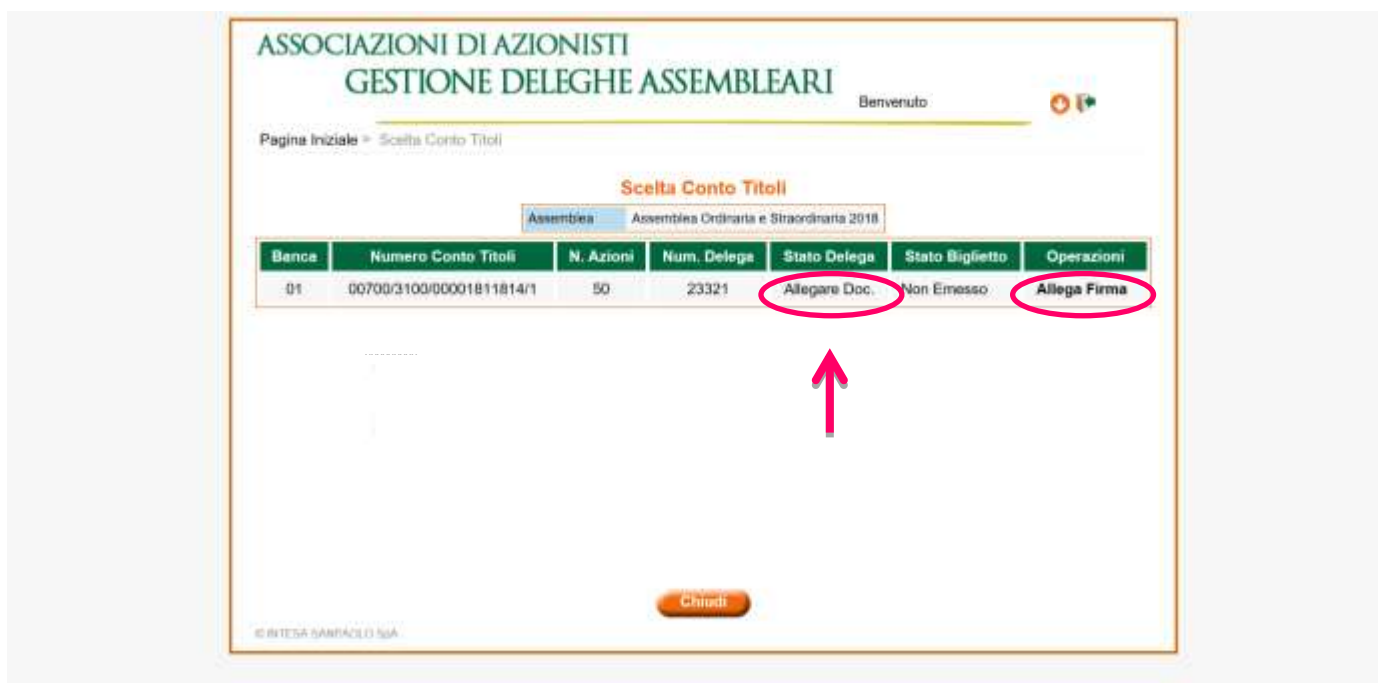 ASSOCIAZIONI DI AZIONISTI
GESTIONE DELEGHE ASSEMBLEARI
Benvenuto
Pagina Iniziale > Scelta Conto Titoli
Scelta Conto Titoli
Assemblea Assemblea Ordinaria e Straordinaria 2018
Banca Numero Conto Titoli N. Azioni Num. Delega Stato Delega Stato Biglietto Operazioni
01 00700/3100/00001811814/1 50 23321 Allegare Doc. Non Emesso Allega Firma
Chiudi
© INTESA SANPAOLO SpA